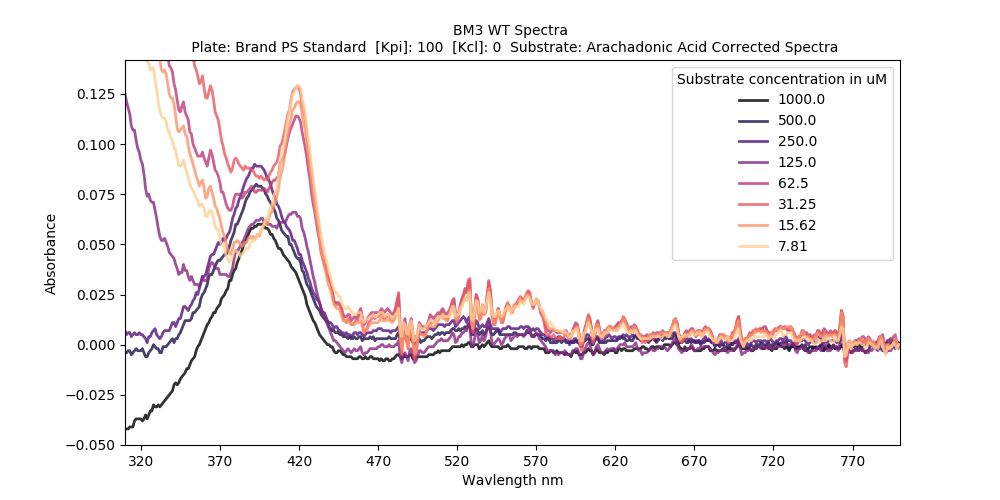 BM3 WT Spectra
Plate: Brand PS Standard  [Kpi]: 100  [Kcl]: 0  Substrate: Arachadonic Acid Corrected Spectra
Substrate concentration in uM
1000.0
500.0
250.0
125.0
62.5
31.25
15.62
7.81
Absorbance
0.125
0.100
0.075
0.050
0.025
0.000
−0.025
−0.050
320 370 420 470 520 570 620 670 720 770
Wavlength nm